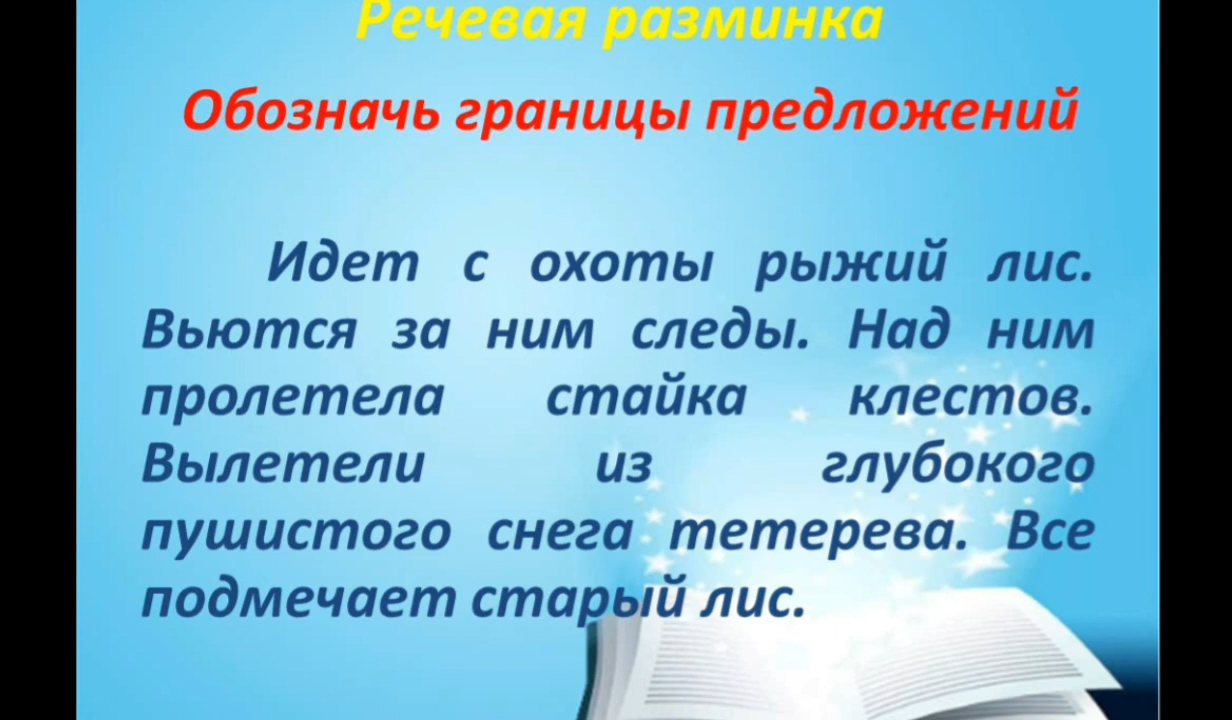 Речевая разминка
Обозначь границы предложений
Идет с охоты рыжий лис.
Вьются за ним следы. Над ним
пролетела стайка клестов.
Вылетели из глубокого
пушистого снега тетерева. Все
подмечает старый лис.